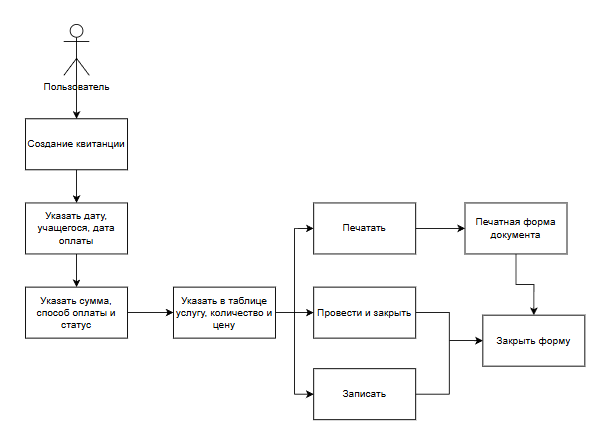 Пользователь
Создание квитанции
Указать дату,
учащегося, дата
оплаты
Указать сумма,
способ оплаты и
статус
Указать в таблице
услугу, количество и
цену
Печатать
Печатная форма
документа
Провести и закрыть
Закрыть форму
Записать